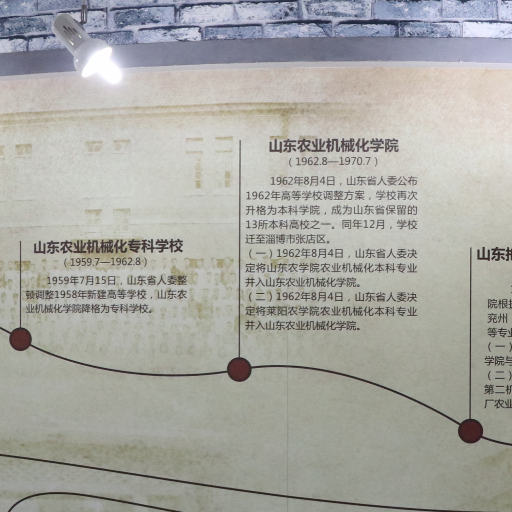 山东农业机械化专科学校
（1959.7—1962.8）
1959年7月15日，山东省人委整
顿调整1958年新建高等学校，山东农
业机械化学院降格为专科学校。
山东农业机械化学院
（1962.8—1970.7）
1962年8月4日，山东省人委公布
1962年高等学校调整方案，学校再次
升格为本科学院，成为山东省保留的
13所本科高校之一。同年12月，学校
迁至淄博市张店区。
（一）1962年8月4日，山东省人委决
定将山东农学院农业机械化本科专业
并入山东农业机械化学院。
（二）1962年8月4日，山东省人委决
定将莱阳农学院农业机械化本科专业
并入山东农业机械化学院。
山东
院根
兖州
等专业
（一）
学院与
（二）
第二机
厂农业